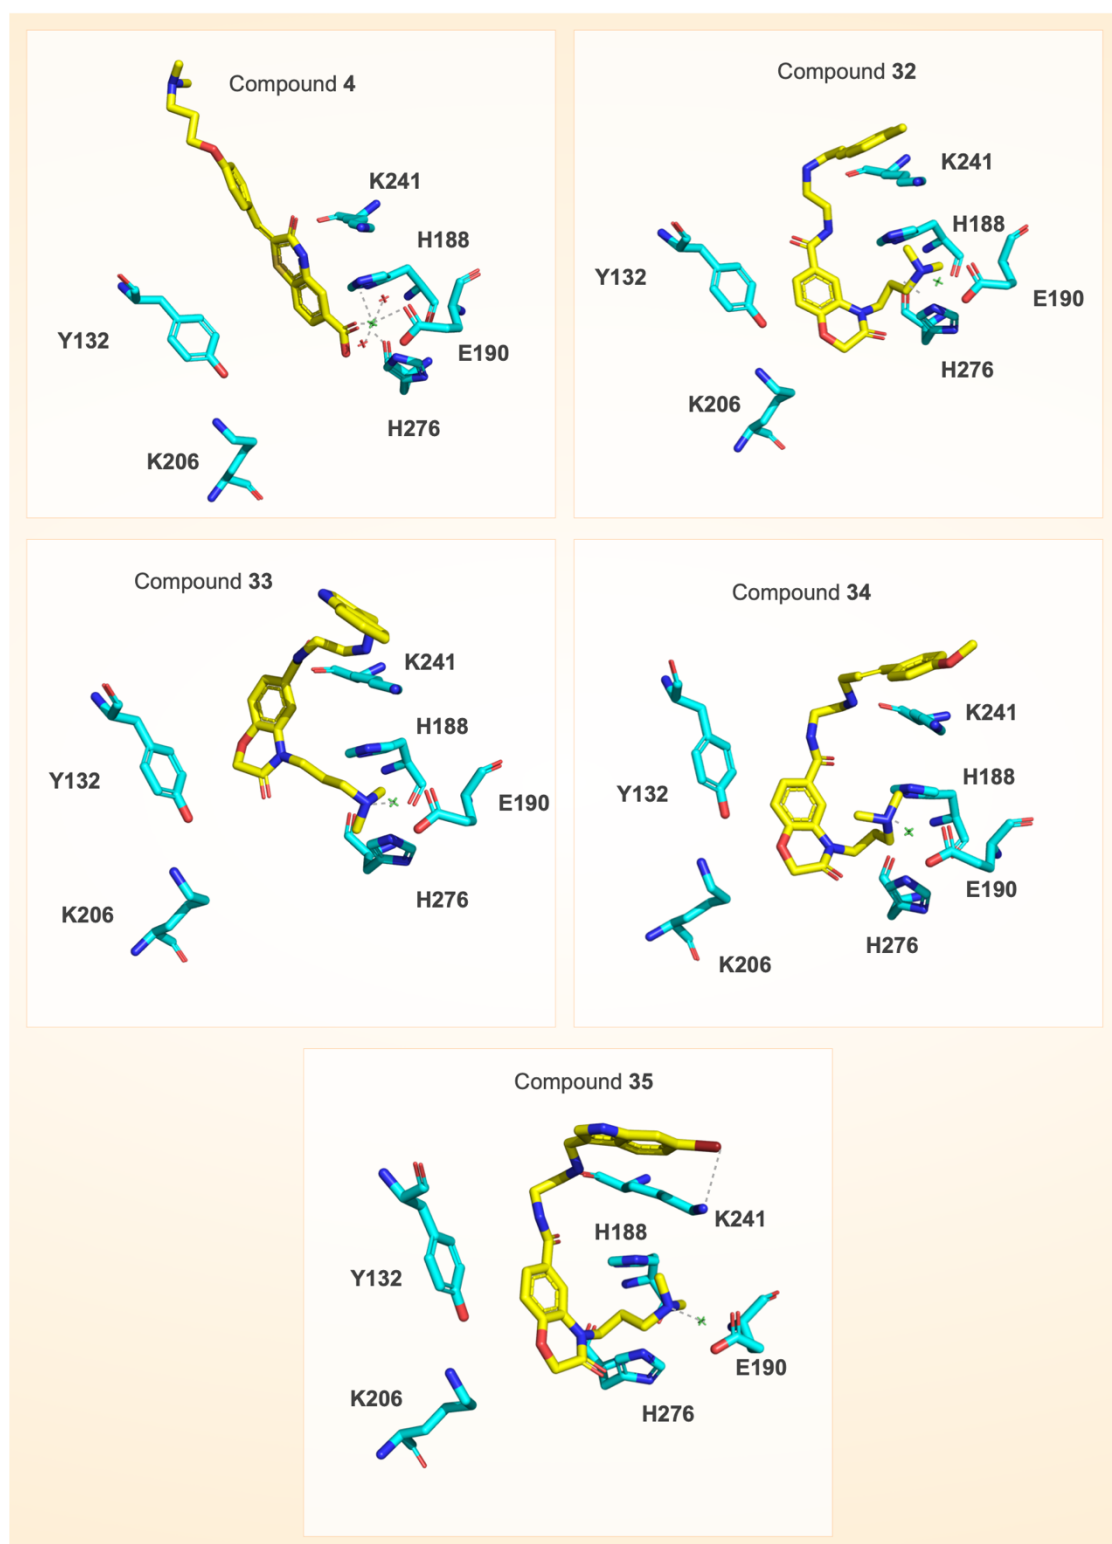 Compound 4
K241
H188
Y132
E190
H276
K206
Compound 32
K241
H188
Y132
E190
H276
K206
Compound 33
K241
H188
Y132
E190
H276
K206
Compound 34
K241
H188
Y132
E190
H276
K206
Compound 35
K241
H188
Y132
E190
K206
H276